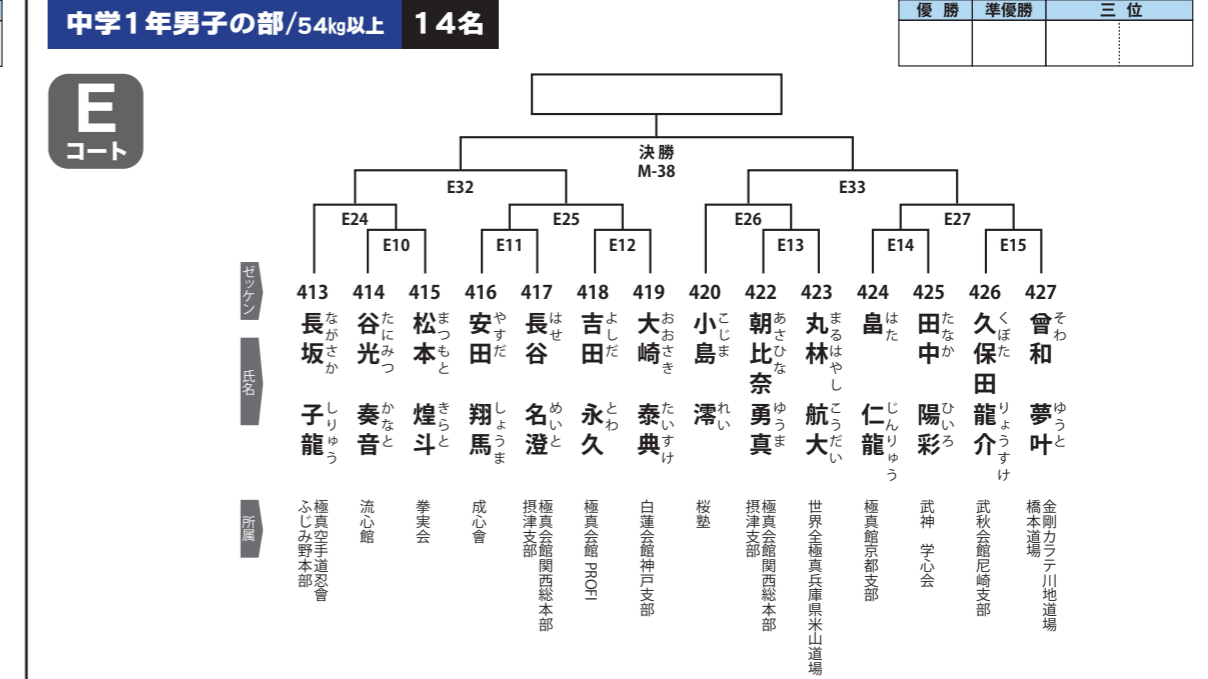 中学1年男子の部/54kg以上 14名
優 勝 準優勝 三 位
E
コート
決 勝
M-38
E32 E33
E24 E25 E26 E27
E10 E11 E12 E13 E14 E15
ゼッケン
413 414 415 416 417 418 419 420 422 423 424 425 426 427
氏名
長坂 子龍 ながさか しりゅう
谷光 奏音 たにみつ かなと
松本 煌斗 まつもと きらと
安田 翔馬 やすだ しょうま
長谷 名澄 はせ めいと
吉田 永久 よしだ とわ
大崎 泰典 おおさき たいすけ
小島 澪 こじま れい
朝比奈 勇真 あさひな ゆうま
丸林 航大 まるはやし こうだい
畠 仁龍 はた じんりゅう
田中 陽彩 たなか ひいろ
久保田 龍介 くぼた りょうすけ
曾和 夢叶 そわ ゆうと
所属
極真空手道忍會
ふじみ野本部
流心館
拳実会
成心會
極真会館関西総本部
摂津支部
極真会館 PROFI
白蓮会館神戸支部
桜塾
極真会館関西総本部
摂津支部
世界全極真兵庫県米山道場
極真館京都支部
武神 学心会
武秋会館尼崎支部
金剛カラテ川地道場
橋本道場